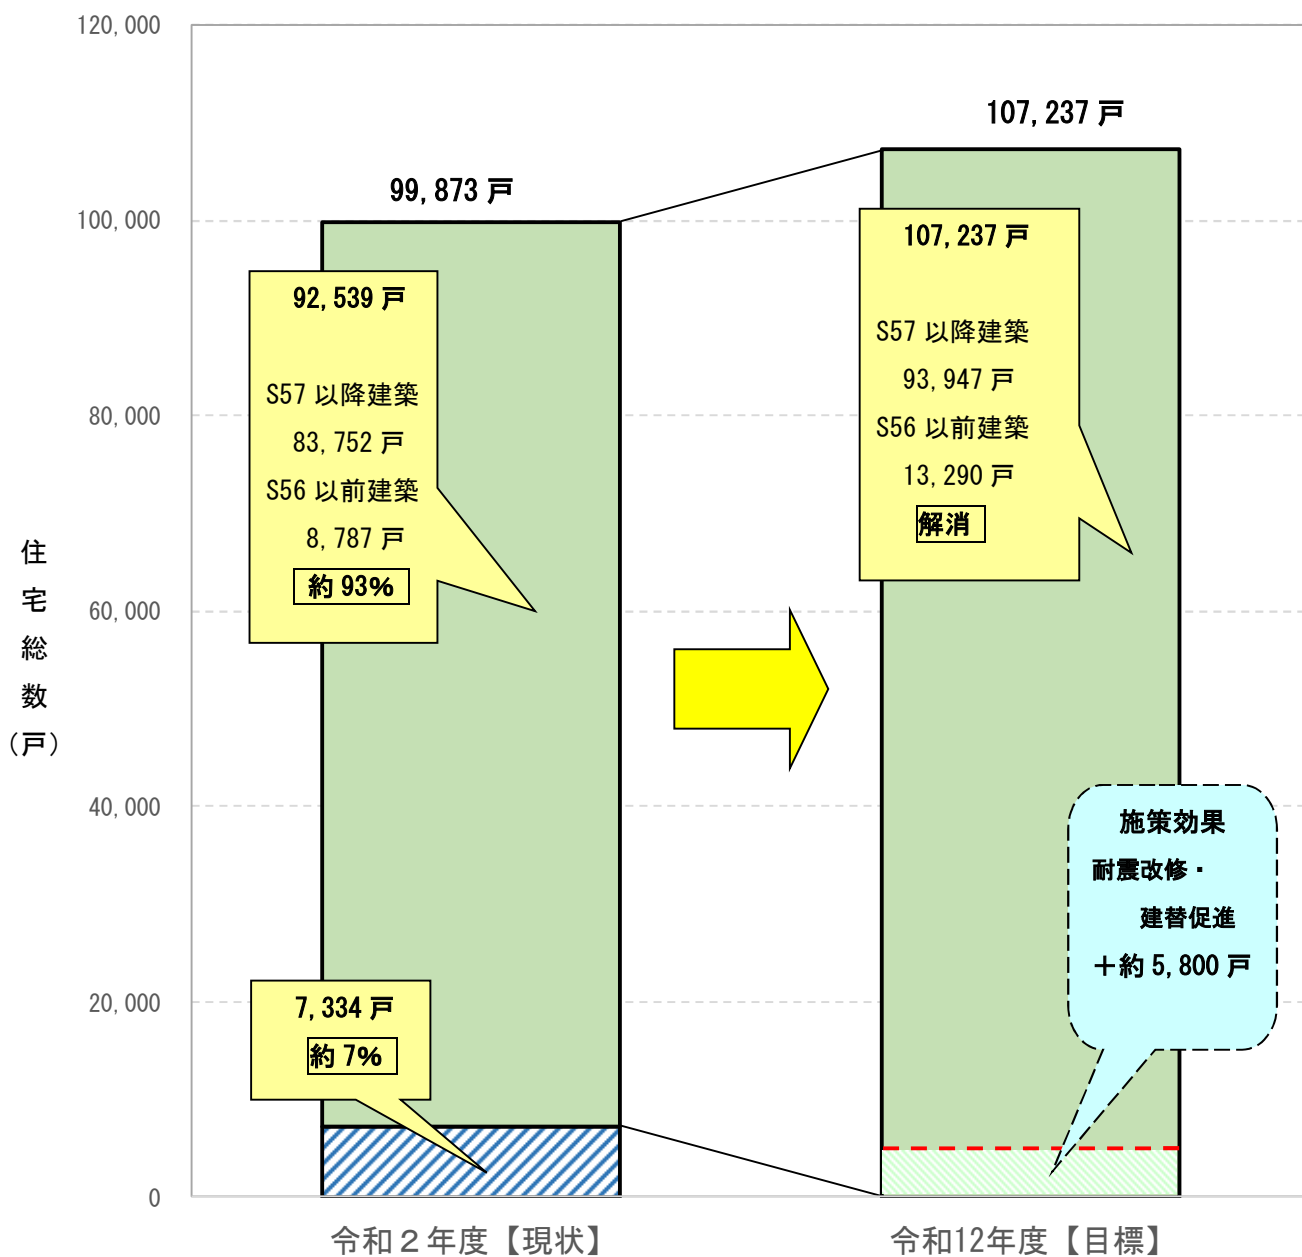 120,000
100,000
80,000
60,000
40,000
20,000
0
住宅総数(戸)
99,873 戸
92,539 戸
S57 以降建築
83,752 戸
S56 以前建築
8,787 戸
約 93%
7,334 戸
約 7%
令和２年度【現状】
107,237 戸
107,237 戸
S57 以降建築
93,947 戸
S56 以前建築
13,290 戸
解消
施策効果
耐震改修・
建替促進
＋約 5,800 戸
令和12年度【目標】